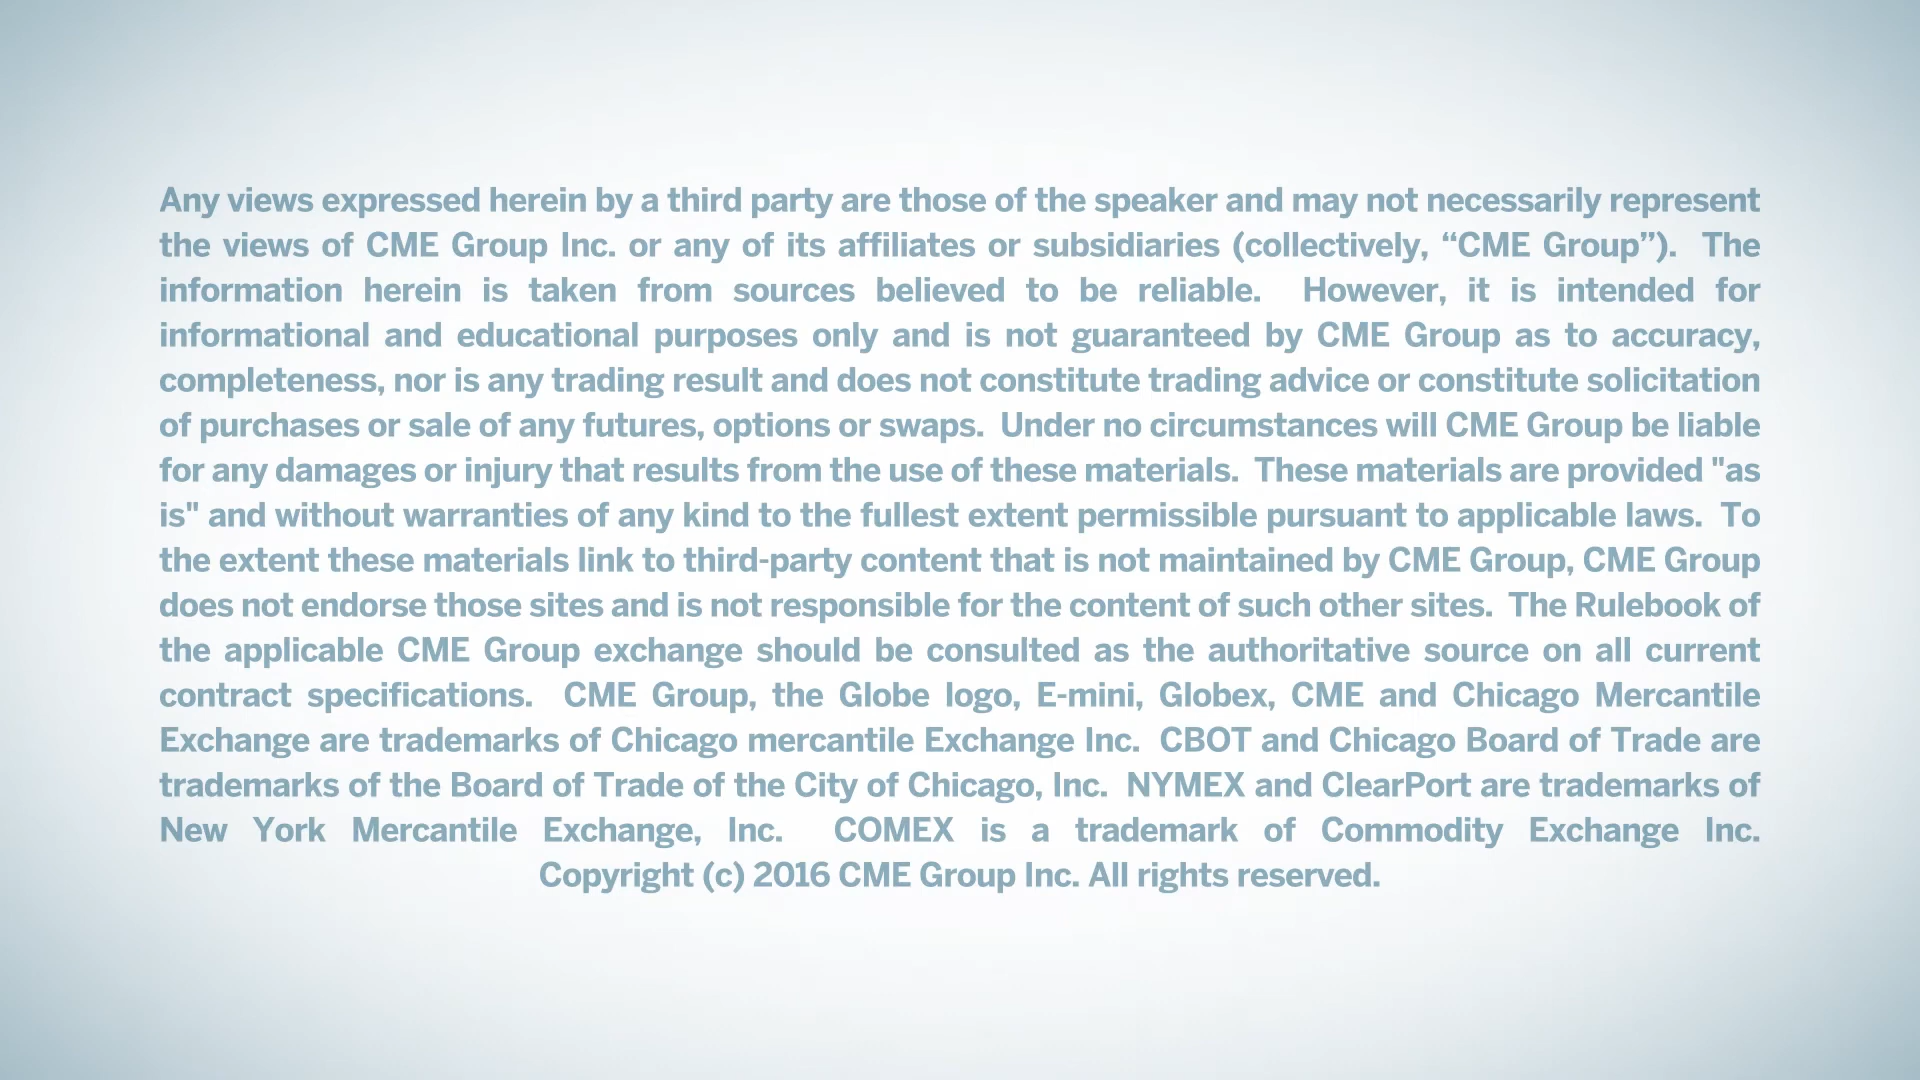 Any views expressed herein by a third party are those of the speaker and may not necessarily represent
the views of CME Group Inc. or any of its affiliates or subsidiaries (collectively, “CME Group”).  The
information herein is taken from sources believed to be reliable.  However, it is intended for
informational and educational purposes only and is not guaranteed by CME Group as to accuracy,
completeness, nor is any trading result and does not constitute trading advice or constitute solicitation
of purchases or sale of any futures, options or swaps.  Under no circumstances will CME Group be liable
for any damages or injury that results from the use of these materials.  These materials are provided "as
is" and without warranties of any kind to the fullest extent permissible pursuant to applicable laws.  To
the extent these materials link to third-party content that is not maintained by CME Group, CME Group
does not endorse those sites and is not responsible for the content of such other sites.  The Rulebook of
the applicable CME Group exchange should be consulted as the authoritative source on all current
contract specifications.  CME Group, the Globe logo, E-mini, Globex, CME and Chicago Mercantile
Exchange are trademarks of Chicago mercantile Exchange Inc.  CBOT and Chicago Board of Trade are
trademarks of the Board of Trade of the City of Chicago, Inc.  NYMEX and ClearPort are trademarks of
New York Mercantile Exchange, Inc.  COMEX is a trademark of Commodity Exchange Inc.
Copyright (c) 2016 CME Group Inc. All rights reserved.